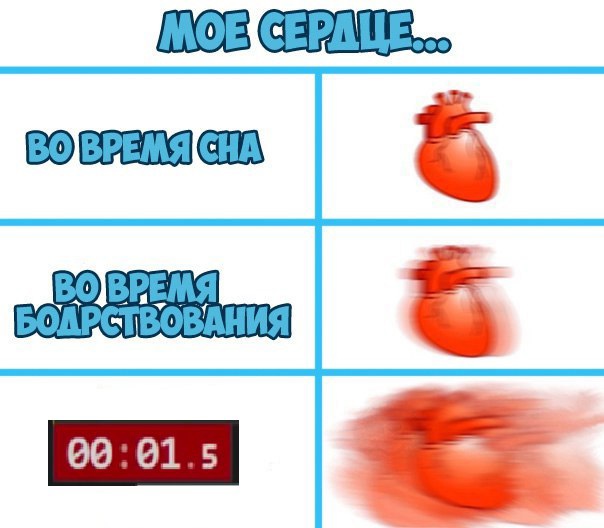 МОЕ СЕРДЦЕ...
ВО ВРЕМЯ СНА
ВО ВРЕМЯ
БОДРСТВОВАНИЯ
00:01.5